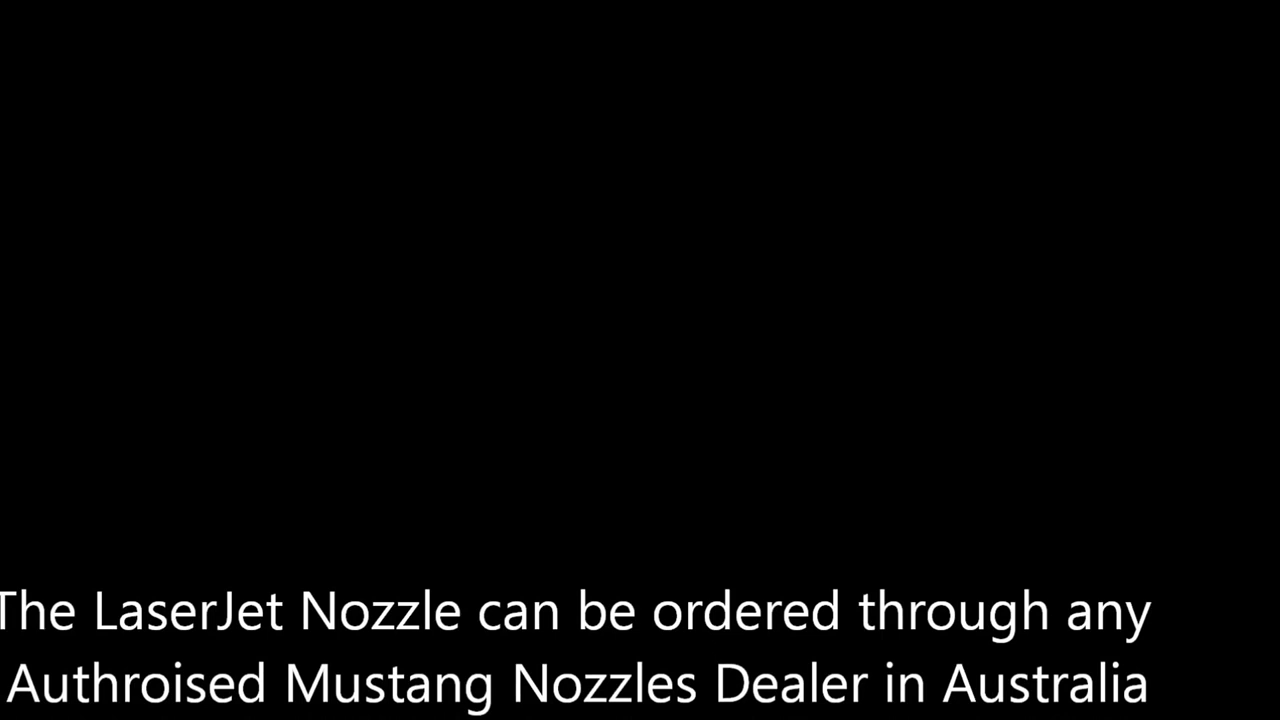 The LaserJet Nozzle can be ordered through any
Authroised Mustang Nozzles Dealer in Australia